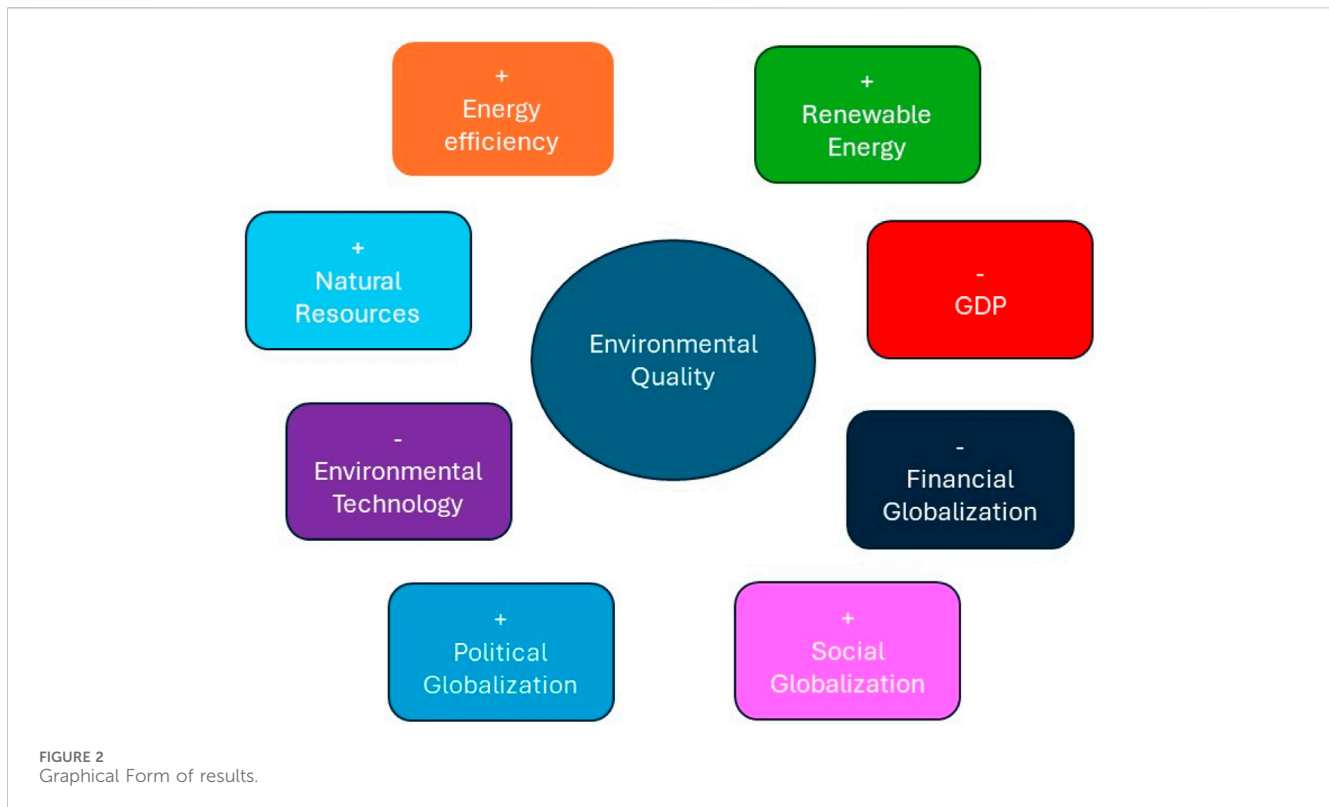 +
Energy
efficiency
+
Renewable
Energy
+
Natural
Resources
-
GDP
Environmental
Quality
-
Environmental
Technology
-
Financial
Globalization
+
Political
Globalization
+
Social
Globalization
FIGURE 2
Graphical Form of results.